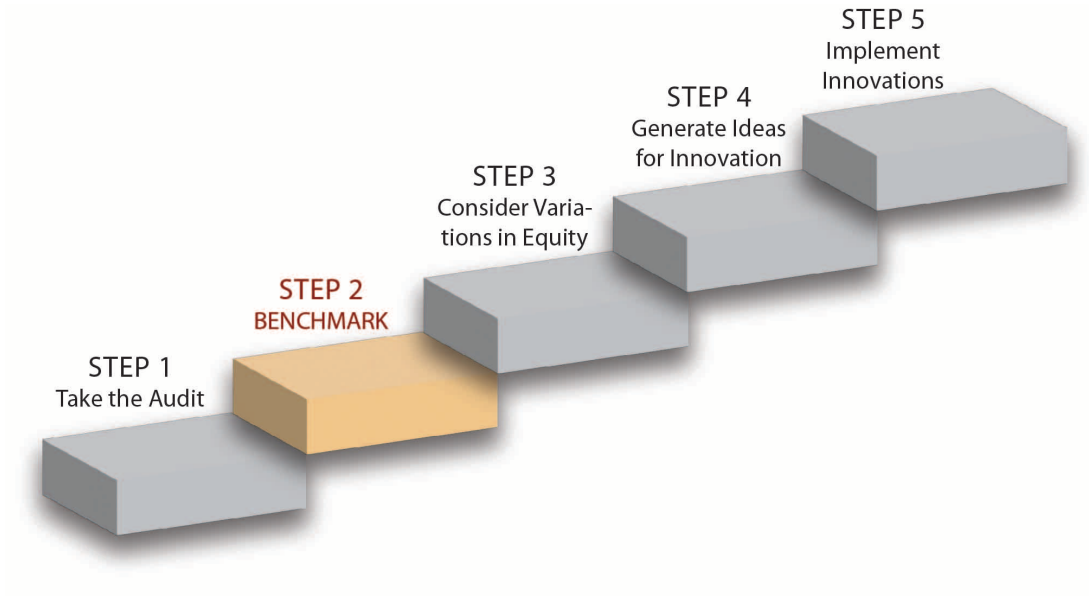 STEP 1
Take the Audit
STEP 2
BENCHMARK
STEP 3
Consider Varia-
tions in Equity
STEP 4
Generate Ideas
for Innovation
STEP 5
Implement
Innovations